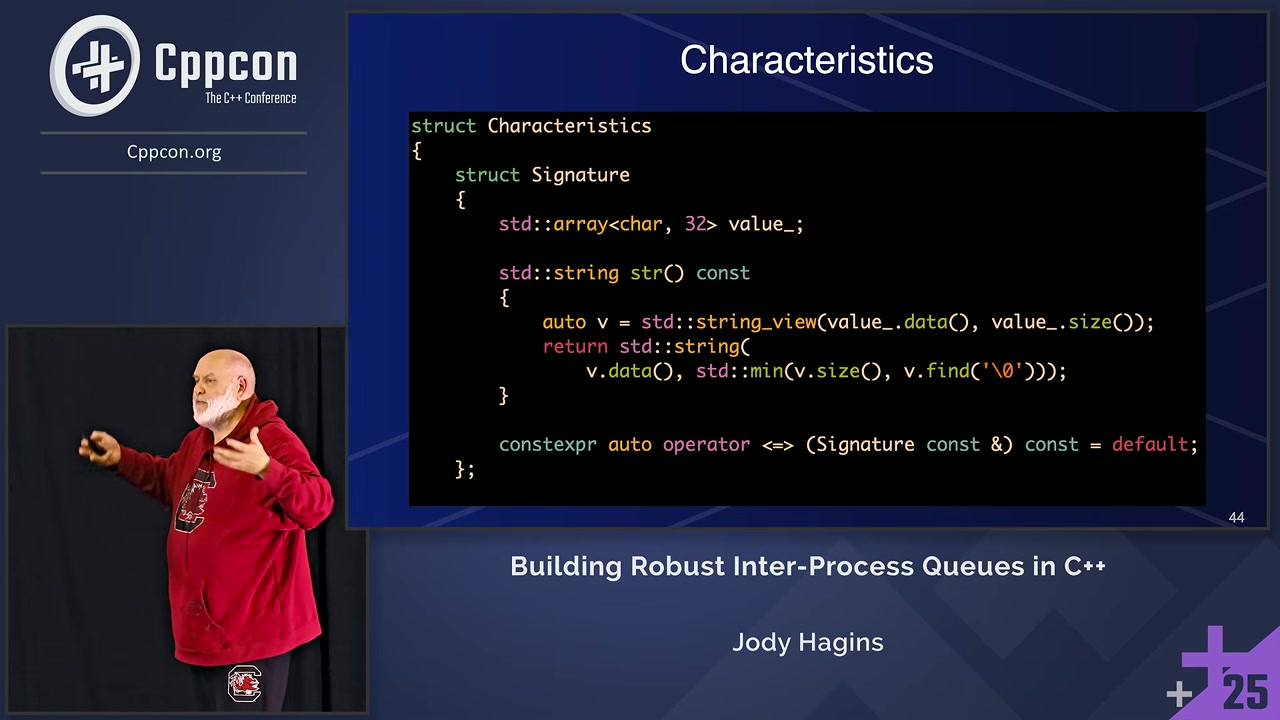 Cppcon
The C++ Conference
Cppcon.org
Characteristics
struct Characteristics
{
    struct Signature
    {
        std::array<char, 32> value_;

        std::string str() const
        {
            auto v = std::string_view(value_.data(), value_.size());
            return std::string(
                v.data(), std::min(v.size(), v.find('\0')));
        }

        constexpr auto operator <=> (Signature const &) const = default;
    };
44
Building Robust Inter-Process Queues in C++
Jody Hagins
25